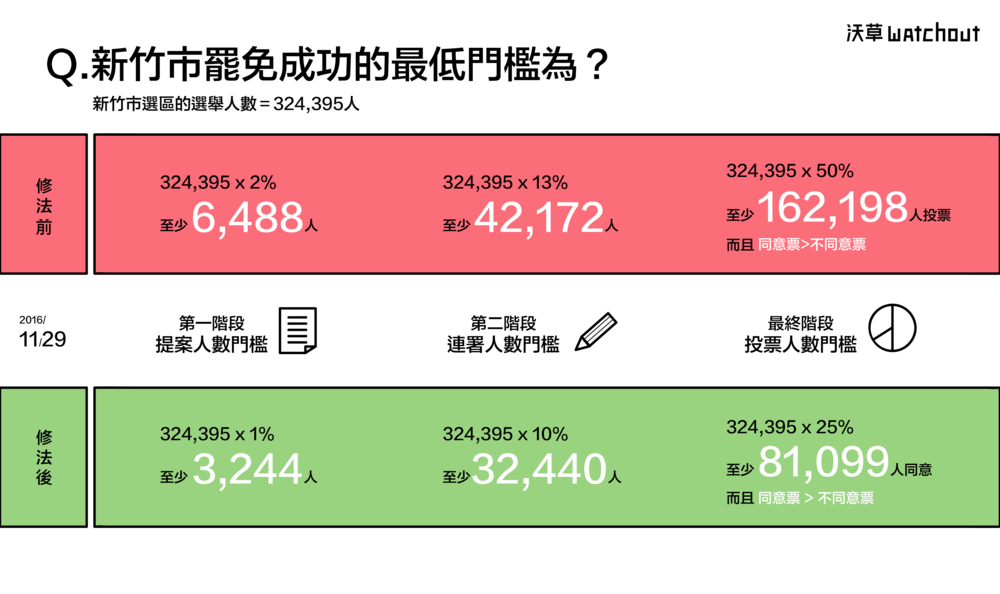 沃草 watchout
Q.新竹市罷免成功的最低門檻為？
新竹市選區的選舉人數=324,395人
修法前
324,395 x 2%
至少 6,488 人
324,395 x 13%
至少 42,172 人
324,395 x 50%
至少 162,198 人投票
而且 同意票>不同意票
2016/
11/29
第一階段
提案人數門檻
第二階段
連署人數門檻
最終階段
投票人數門檻
修法後
324,395 x 1%
至少 3,244 人
324,395 x 10%
至少 32,440 人
324,395 x 25%
至少 81,099 人同意
而且 同意票 > 不同意票